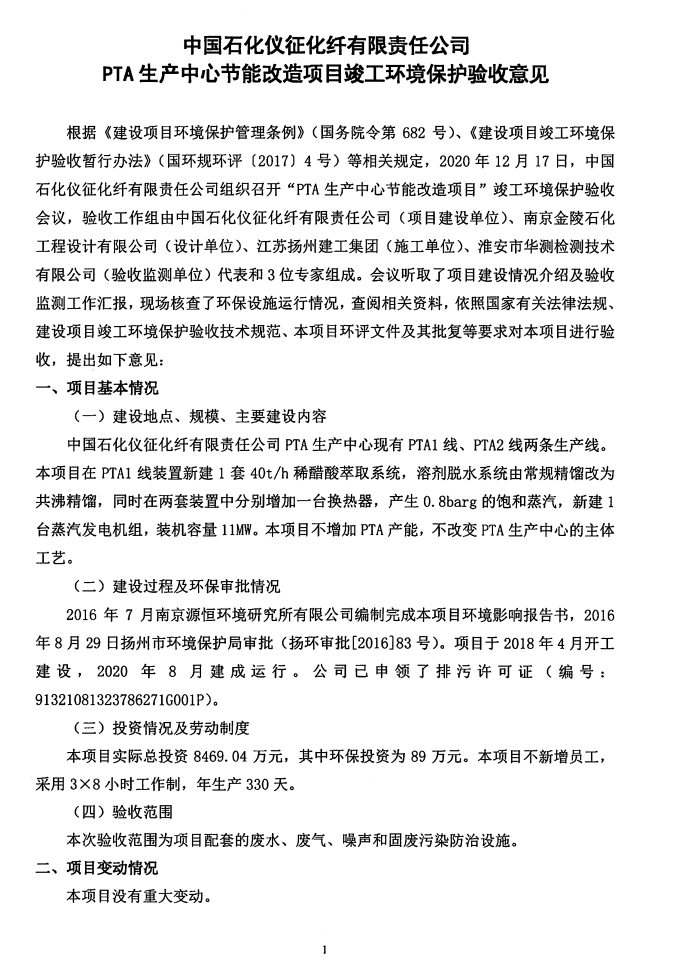 中国石化仪征化纤有限责任公司
PTA 生产中心节能改造项目竣工环境保护验收意见
根据《建设项目环境保护管理条例》（国务院令第 682 号）、《建设项目竣工环境保
护验收暂行办法》（国环规环评〔2017〕4 号）等相关规定，2020 年 12 月 17 日，中国
石化仪征化纤有限责任公司组织召开“PTA 生产中心节能改造项目”竣工环境保护验收
会议，验收工作组由中国石化仪征化纤有限责任公司（项目建设单位）、南京金陵石化
工程设计有限公司（设计单位）、江苏扬州建工集团（施工单位）、淮安市华测检测技术
有限公司（验收监测单位）代表和 3 位专家组成。会议听取了项目建设情况介绍及验收
监测工作汇报，现场核查了环保设施运行情况，查阅相关资料，依照国家有关法律法规、
建设项目竣工环境保护验收技术规范、本项目环评文件及其批复等要求对本项目进行验
收，提出如下意见：
一、项目基本情况
（一）建设地点、规模、主要建设内容
中国石化仪征化纤有限责任公司 PTA 生产中心现有 PTA1 线、PTA2 线两条生产线。
本项目在 PTA1 线装置新建 1 套 40t/h 稀醋酸萃取系统，溶剂脱水系统由常规精馏改为
共沸精馏，同时在两套装置中分别增加一台换热器，产生 0.8barg 的饱和蒸汽，新建 1
台蒸汽发电机组，装机容量 11MW。本项目不增加 PTA 产能，不改变 PTA 生产中心的主体
工艺。
（二）建设过程及环保审批情况
2016 年 7 月南京源恒环境研究所有限公司编制完成本项目环境影响报告书，2016
年 8 月 29 日扬州市环境保护局审批（扬环审批[2016]83 号）。项目于 2018 年 4 月开工
建设，2020 年 8 月建成运行。公司已申领了排污许可证（编号：
91321081323786271G001P）。
（三）投资情况及劳动制度
本项目实际总投资 8469.04 万元，其中环保投资为 89 万元。本项目不新增员工，
采用 3×8 小时工作制，年生产 330 天。
（四）验收范围
本次验收范围为项目配套的废水、废气、噪声和固废污染防治设施。
二、项目变动情况
本项目没有重大变动。
1